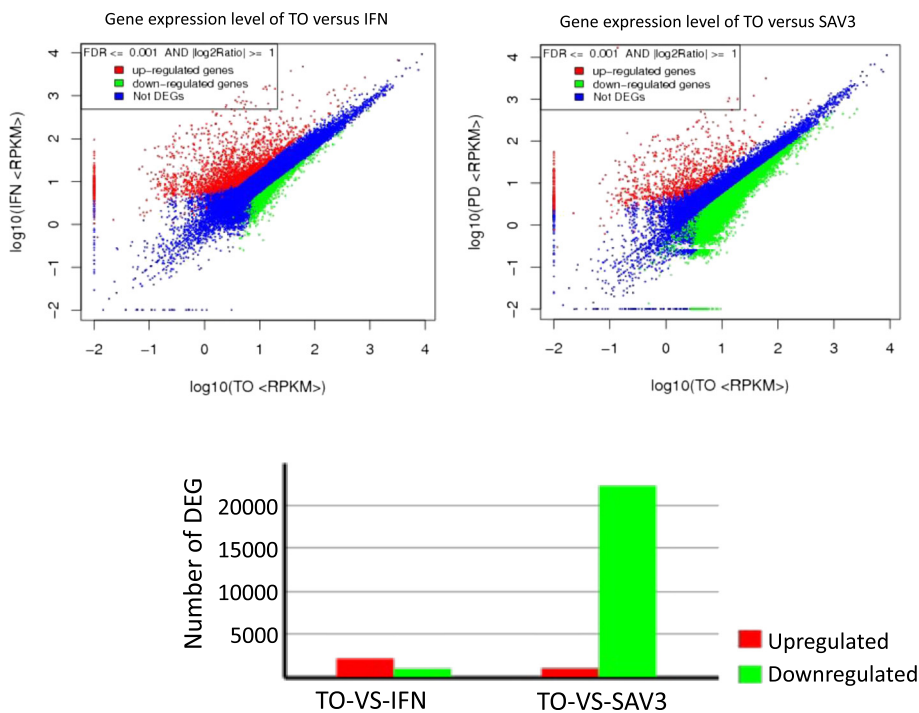 Gene expression level of TO versus IFN
FDR <= 0.001 AND |log2Ratio| >= 1
up-regulated genes
down-regulated genes
Not DEGs
log10(IFN <RPKM>)
4
3
2
1
0
−1
−2
−2 −1 0 1 2 3 4
log10(TO <RPKM>)
Gene expression level of TO versus SAV3
FDR <= 0.001 AND |log2Ratio| >= 1
up-regulated genes
down-regulated genes
Not DEGs
log10(PD <RPKM>)
4
3
2
1
0
−1
−2
−2 −1 0 1 2 3 4
log10(TO <RPKM>)
Number of DEG
20000
15000
10000
5000
TO-VS-IFN TO-VS-SAV3
Upregulated
Downregulated